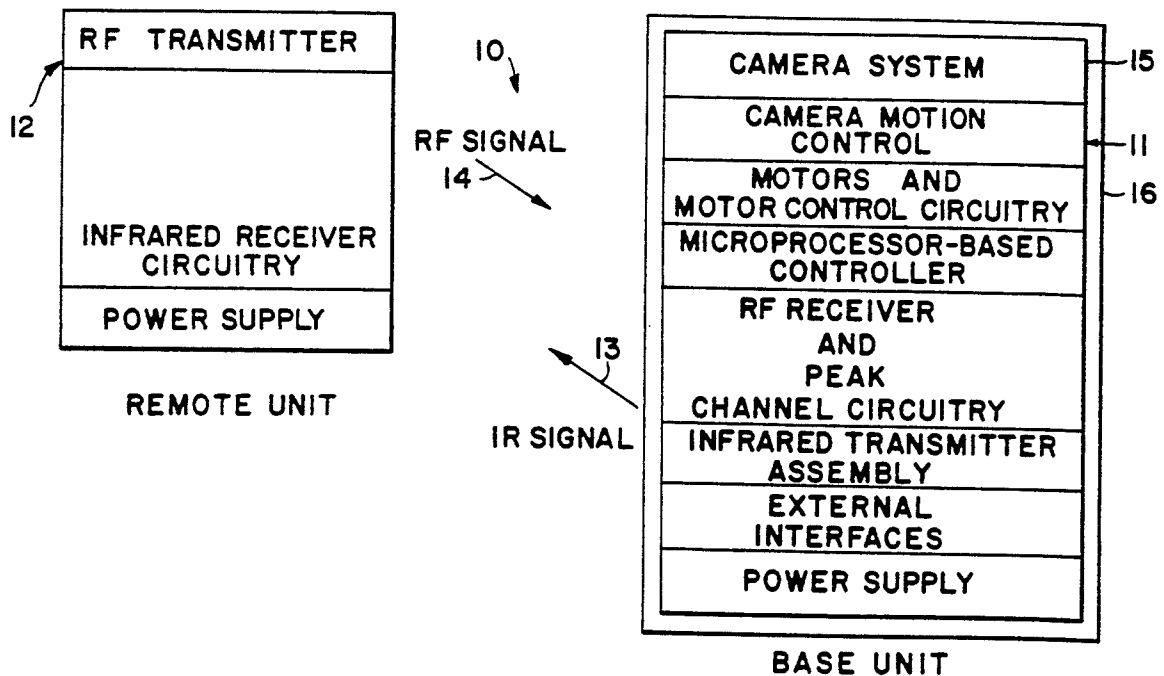 RF TRANSMITTER
12
INFRARED RECEIVER
CIRCUITRY
POWER SUPPLY
REMOTE UNIT
10
RF SIGNAL
14
13
IR SIGNAL
CAMERA SYSTEM
15
CAMERA MOTION
CONTROL
11
MOTORS AND
MOTOR CONTROL CIRCUITRY
16
MICROPROCESSOR-BASED
CONTROLLER
RF RECEIVER
AND
PEAK
CHANNEL CIRCUITRY
INFRARED TRANSMITTER
ASSEMBLY
EXTERNAL
INTERFACES
POWER SUPPLY
BASE UNIT